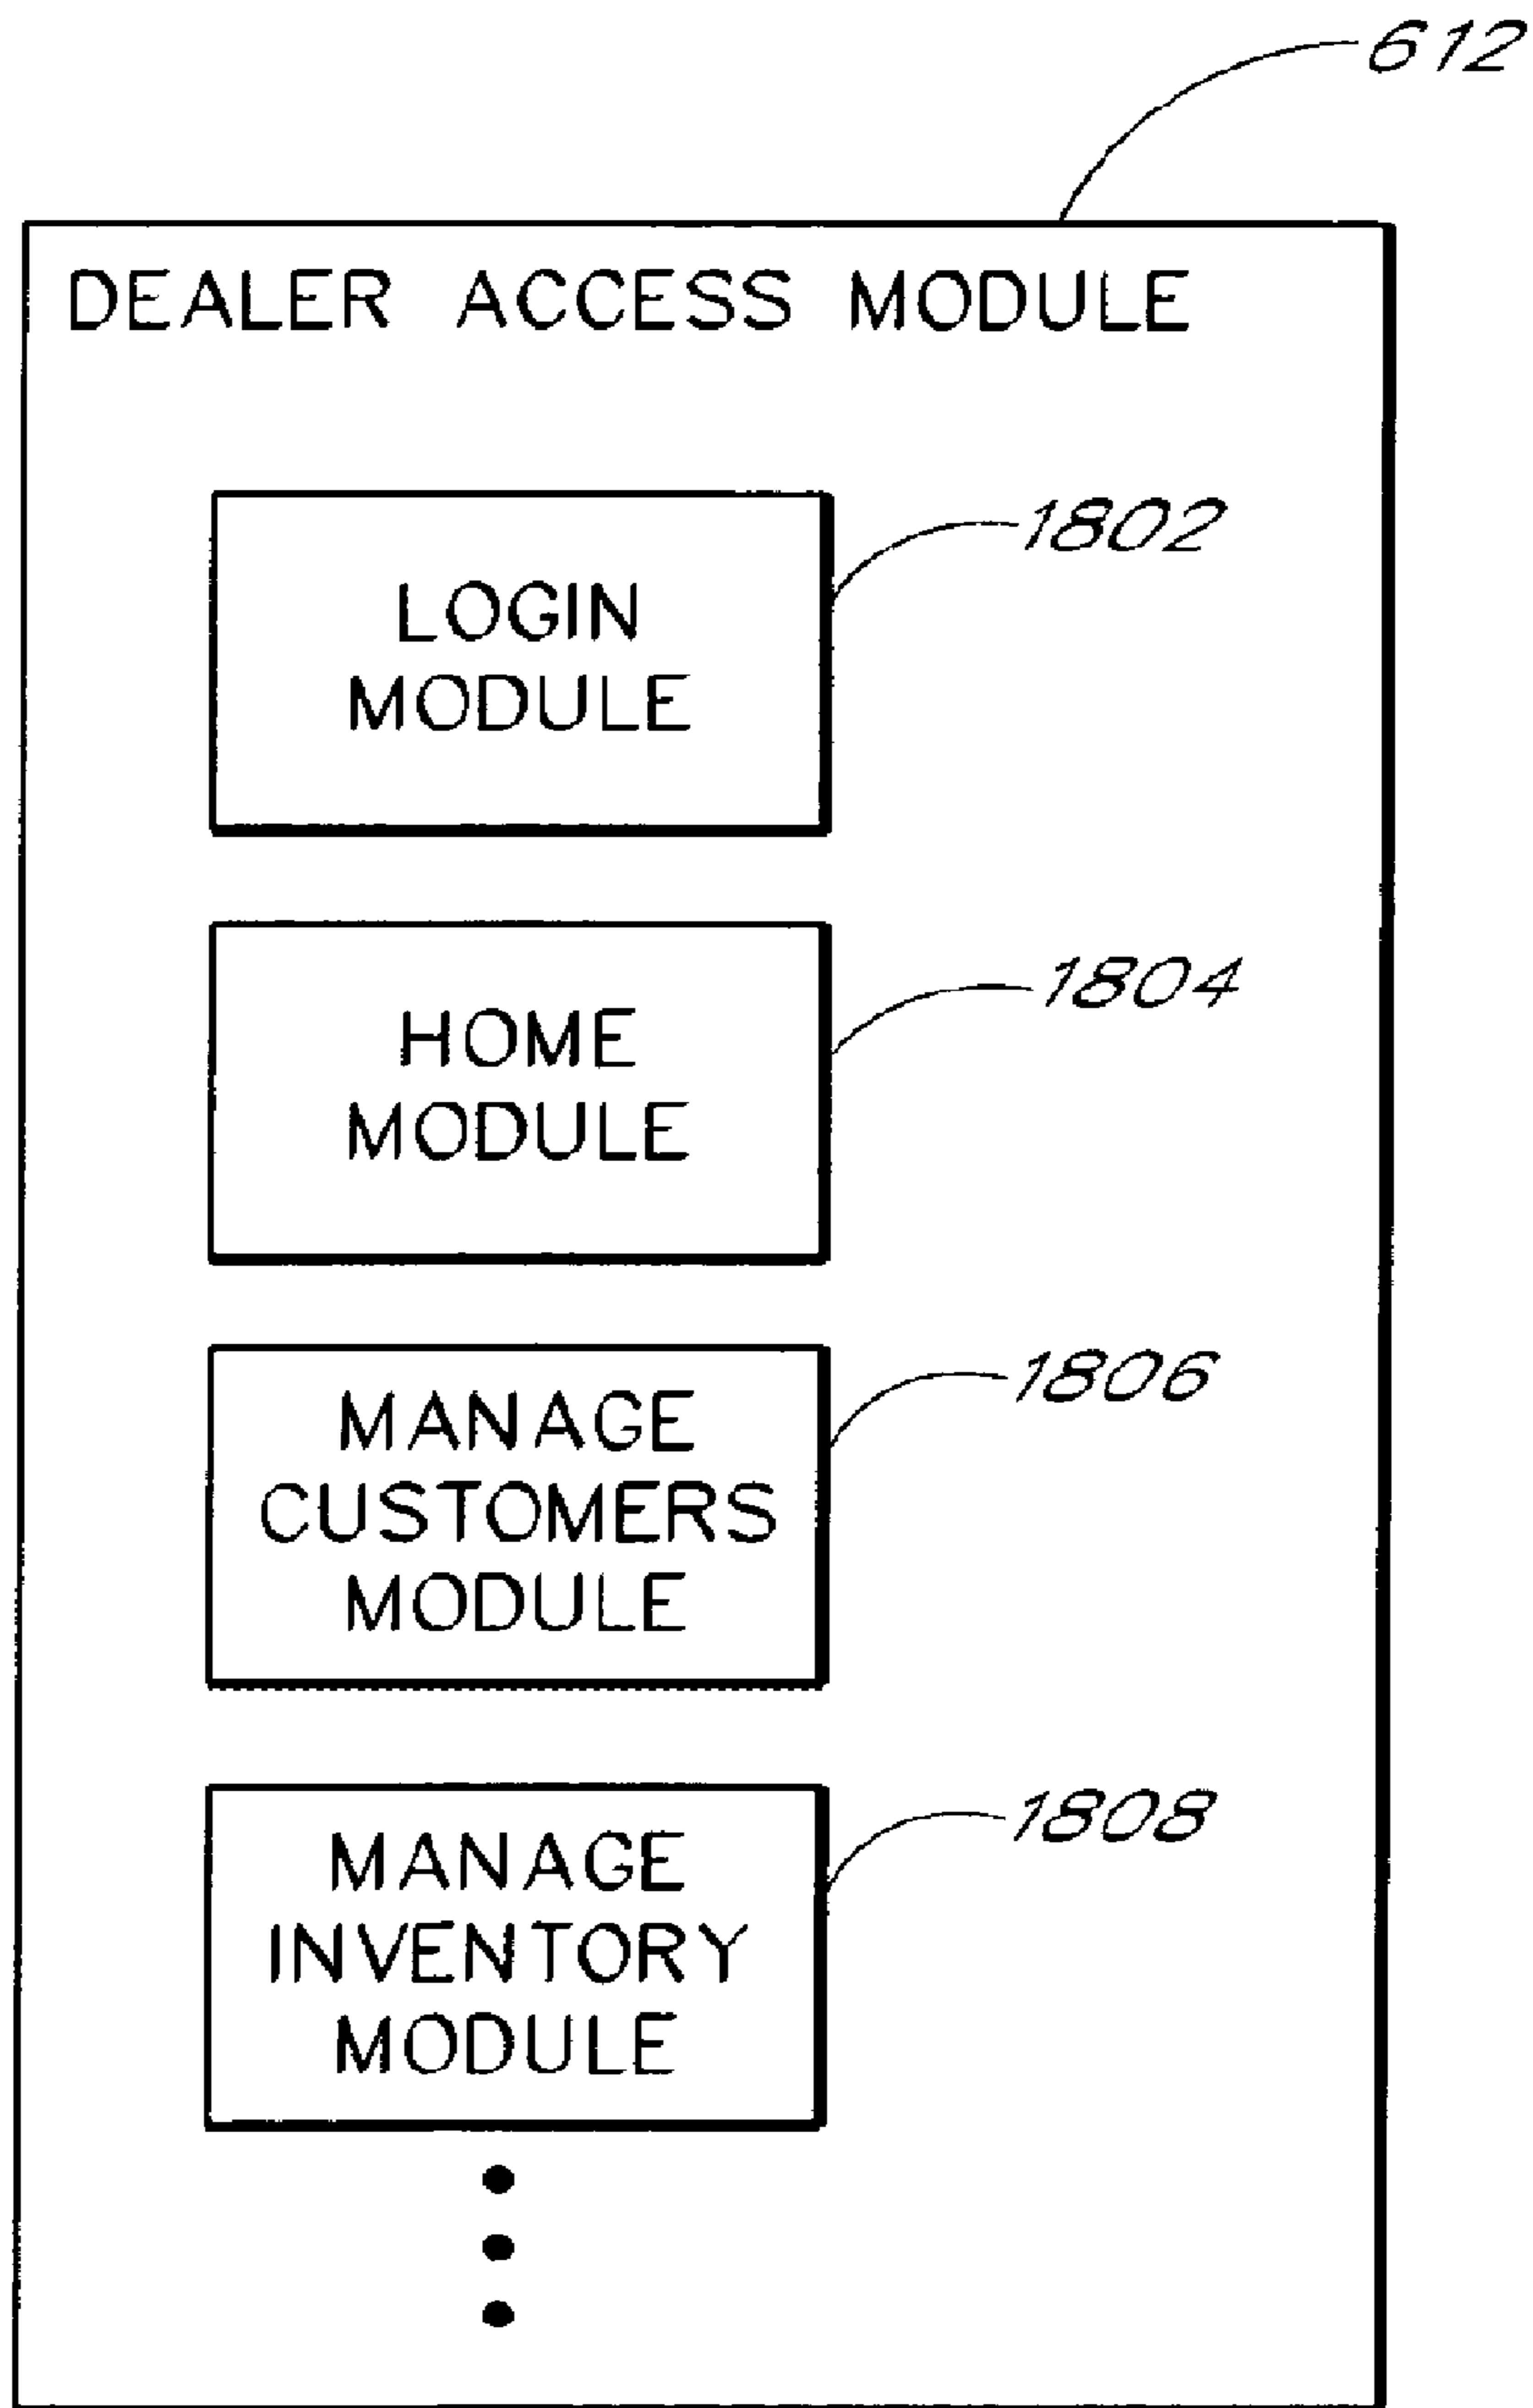 612
DEALER ACCESS MODULE
1802
LOGIN
MODULE
1804
HOME
MODULE
1806
MANAGE
CUSTOMERS
MODULE
1808
MANAGE
INVENTORY
MODULE